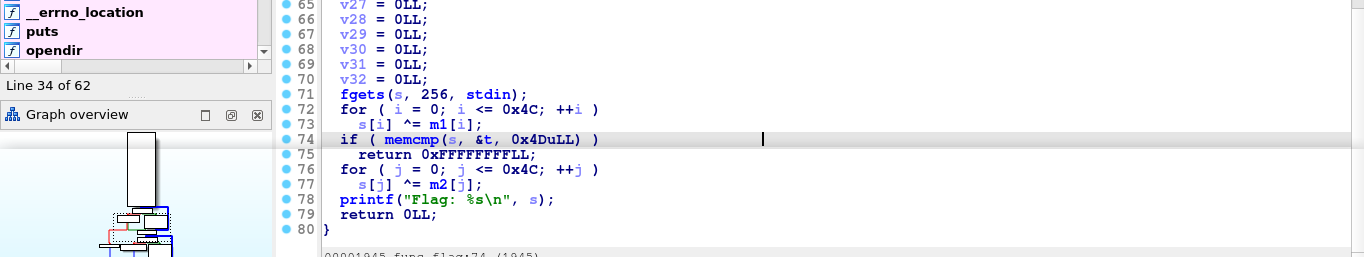 __errno_location
puts
opendir
Line 34 of 62
Graph overview
65 v27 = 0LL;
66 v28 = 0LL;
67 v29 = 0LL;
68 v30 = 0LL;
69 v31 = 0LL;
70 v32 = 0LL;
71 fgets(s, 256, stdin);
72 for ( i = 0; i <= 0x4C; ++i )
73 s[i] ^= m1[i];
74 if ( memcmp(s, &t, 0x4DuLL) )
75 return 0xFFFFFFFFLL;
76 for ( j = 0; j <= 0x4C; ++j )
77 s[j] ^= m2[j];
78 printf("Flag: %s\n", s);
79 return 0LL;
80 }
00001945 func_flag:74 (1945)